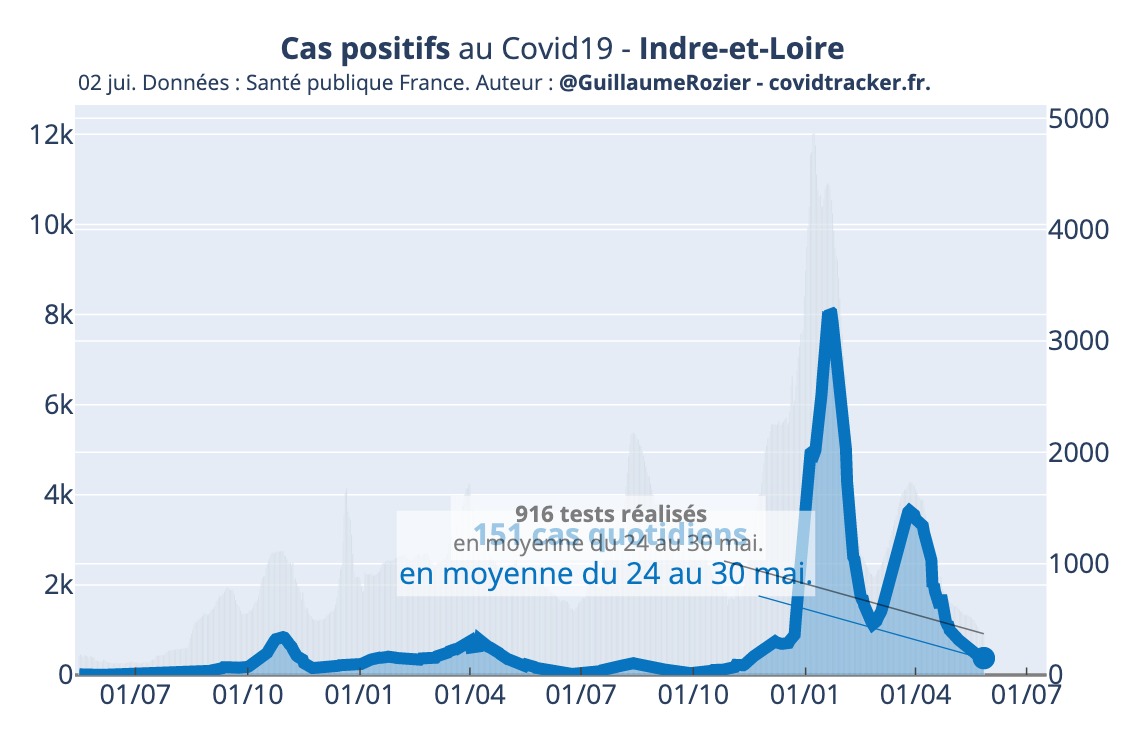 Cas positifs au Covid19 - Indre-et-Loire
02 jui. Données : Santé publique France. Auteur : @GuillaumeRozier - covidtracker.fr.
12k
10k
8k
6k
4k
2k
0
5000
4000
3000
2000
1000
0
916 tests réalisés
151 cas quotidiens
en moyenne du 24 au 30 mai.
en moyenne du 24 au 30 mai.
01/07 01/10 01/01 01/04 01/07 01/10 01/01 01/04 01/07